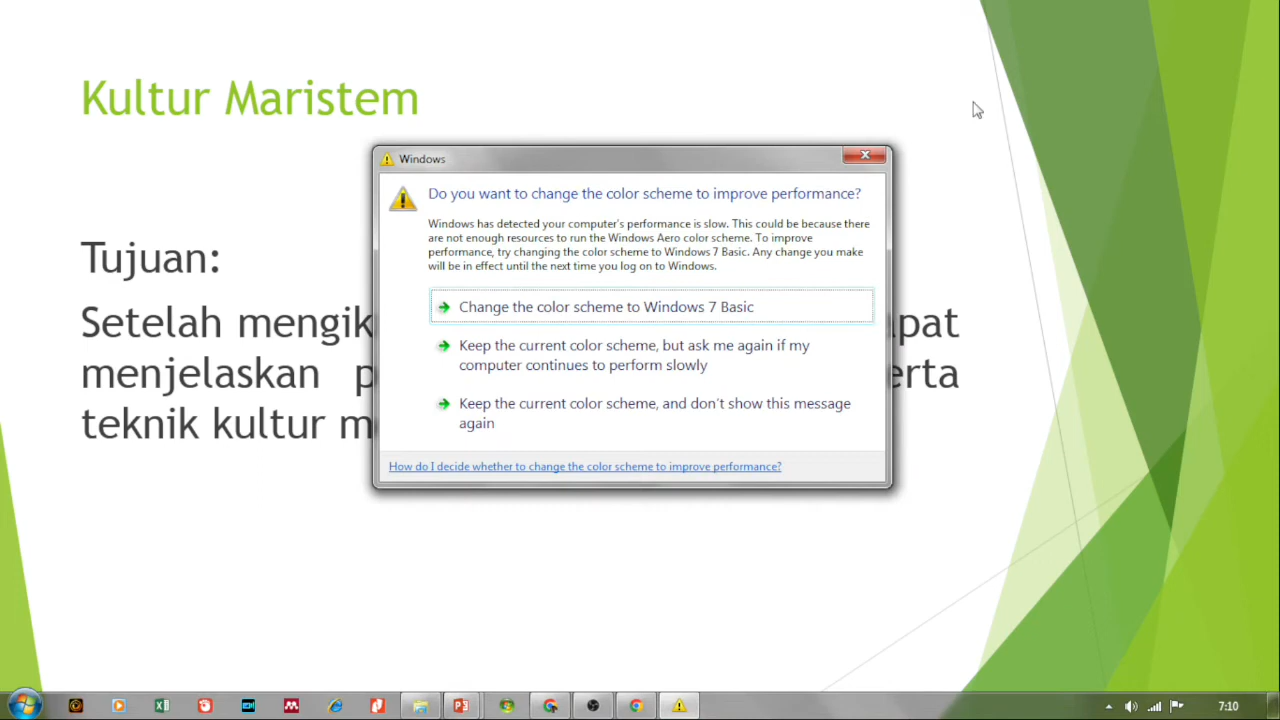 Kultur Maristem
Windows
Do you want to change the color scheme to improve performance?
Windows has detected your computer's performance is slow. This could be because there
are not enough resources to run the Windows Aero color scheme. To improve
performance, try changing the color scheme to Windows 7 Basic. Any change you make
will be in effect until the next time you log on to Windows.
Change the color scheme to Windows 7 Basic
Keep the current color scheme, but ask me again if my
computer continues to perform slowly
Keep the current color scheme, and don't show this message
again
How do I decide whether to change the color scheme to improve performance?
Tujuan:
Setelah
menjelaskan
teknik kultur
7:10